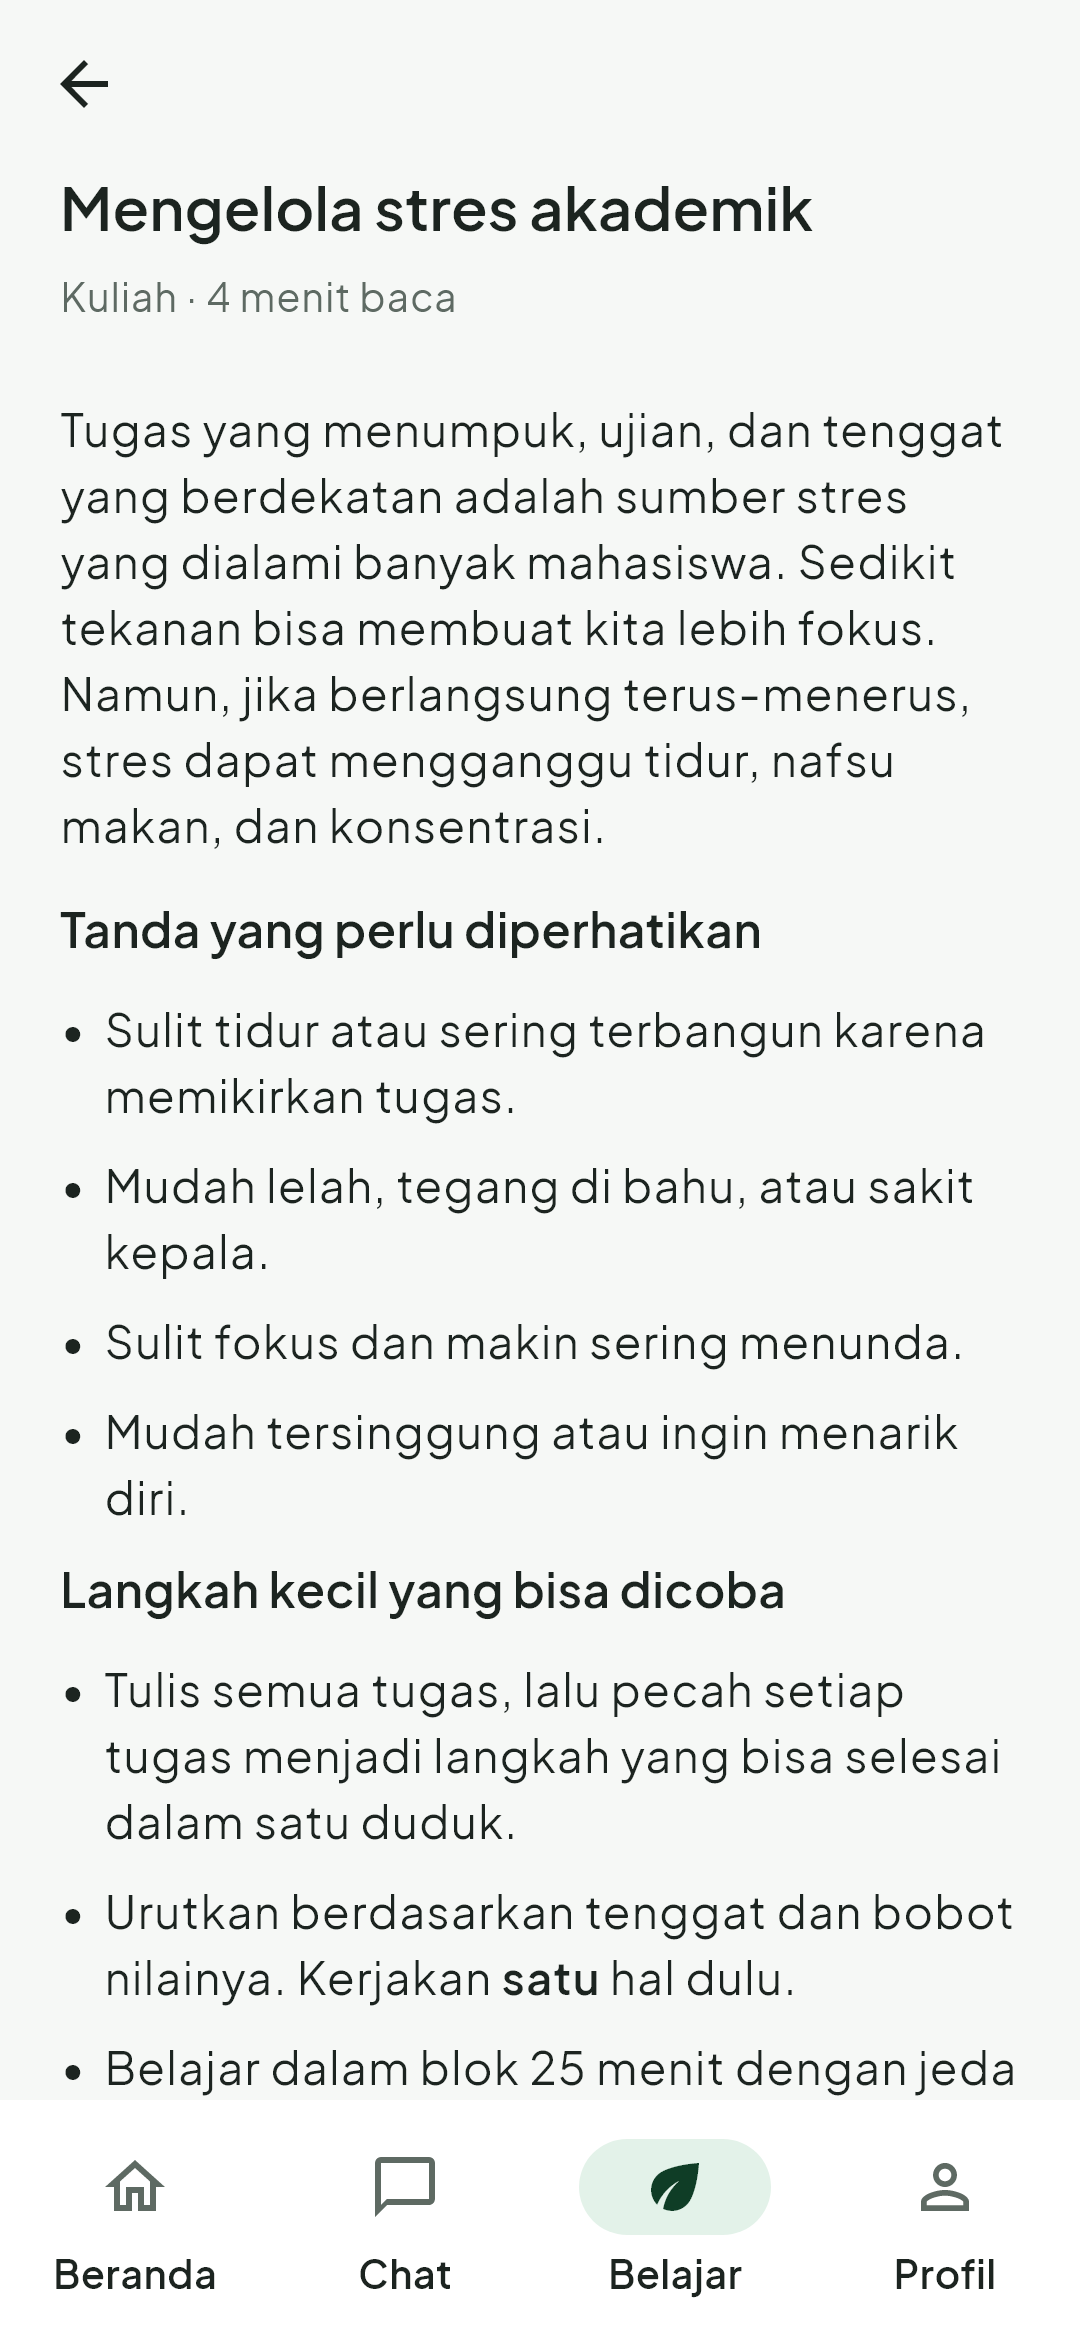 Mengelola stres akademik
Kuliah · 4 menit baca
Tugas yang menumpuk, ujian, dan tenggat
yang berdekatan adalah sumber stres
yang dialami banyak mahasiswa. Sedikit
tekanan bisa membuat kita lebih fokus.
Namun, jika berlangsung terus-menerus,
stres dapat mengganggu tidur, nafsu
makan, dan konsentrasi.
Tanda yang perlu diperhatikan
• Sulit tidur atau sering terbangun karena
memikirkan tugas.
• Mudah lelah, tegang di bahu, atau sakit
kepala.
• Sulit fokus dan makin sering menunda.
• Mudah tersinggung atau ingin menarik
diri.
Langkah kecil yang bisa dicoba
• Tulis semua tugas, lalu pecah setiap
tugas menjadi langkah yang bisa selesai
dalam satu duduk.
• Urutkan berdasarkan tenggat dan bobot
nilainya. Kerjakan satu hal dulu.
• Belajar dalam blok 25 menit dengan jeda
Beranda
Chat
Belajar
Profil